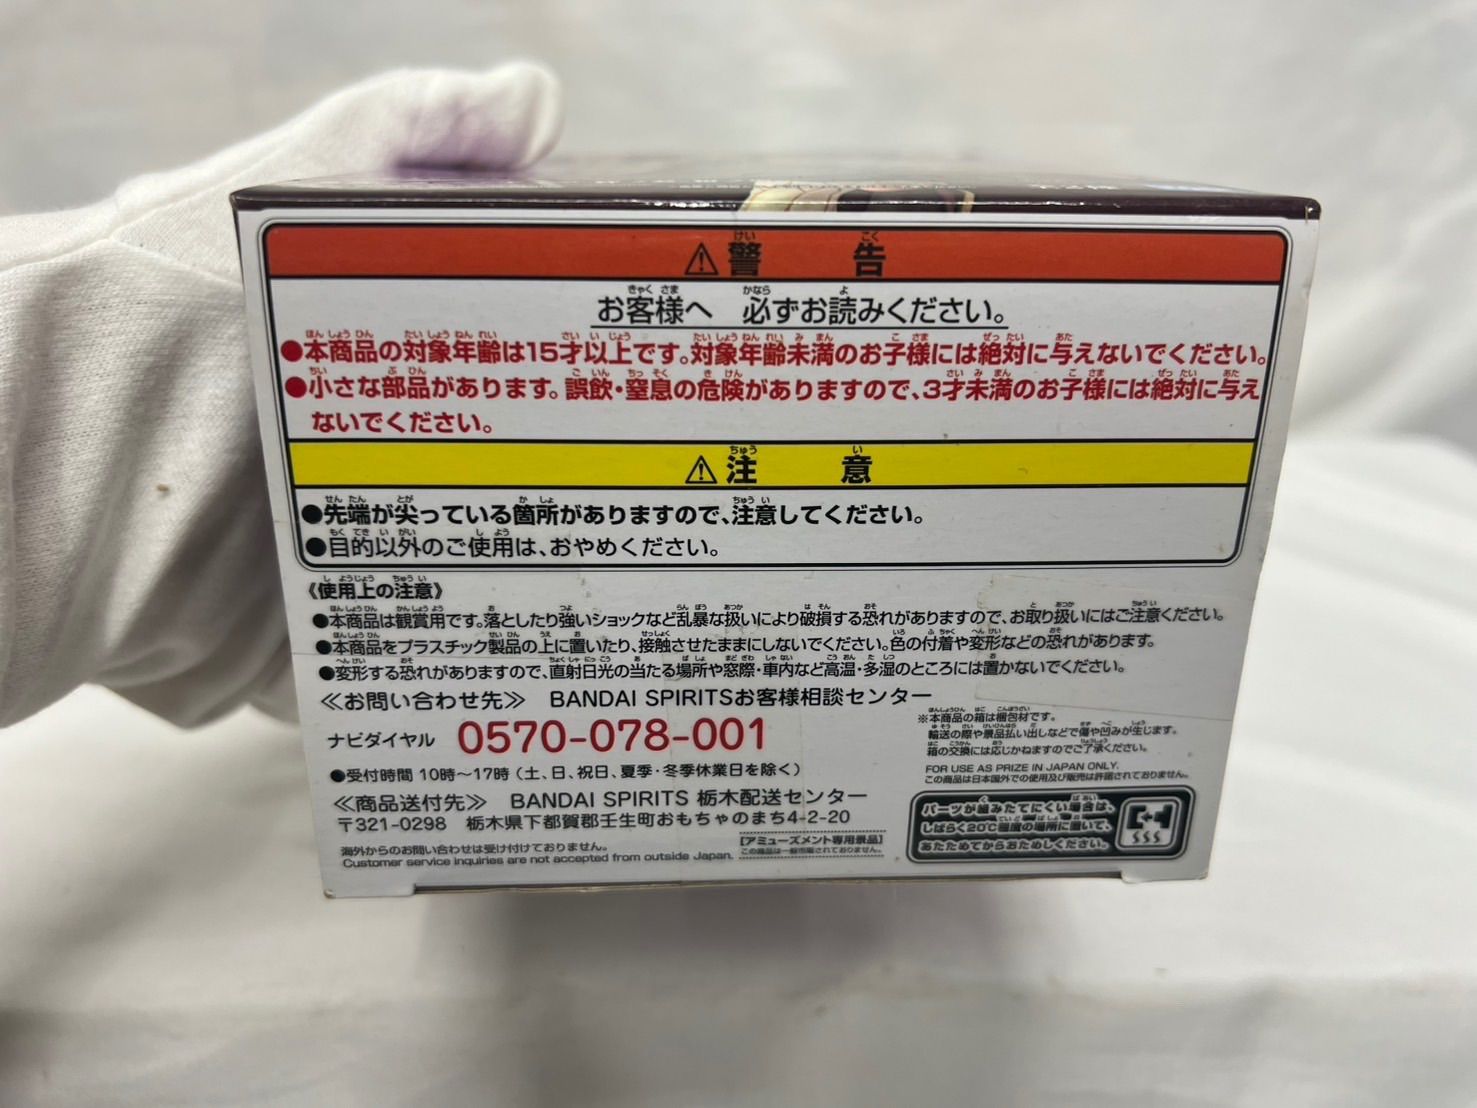 ⚠警告
お客様へ 必ずお読みください。
●本商品の対象年齢は15才以上です。対象年齢未満のお子様には絶対に与えないでください。
●小さな部品があります。誤飲・窒息の危険がありますので、3才未満のお子様には絶対に与え
ないでください。
⚠注意
●先端が尖っている箇所がありますので、注意してください。
●目的以外のご使用は、おやめください。
《使用上の注意》
●本商品は観賞用です。落としたり強いショックなど乱暴な扱いにより破損する恐れがありますので、お取り扱いにはご注意ください。
●本商品をプラスチック製品の上に置いたり、接触させたままにしないでください。色の付着や変形などの恐れがあります。
●変形する恐れがありますので、直射日光の当たる場所や窓際・車内など高温・多湿のところには置かないでください。
≪お問い合わせ先≫ BANDAI SPIRITSお客様相談センター
ナビダイヤル 0570-078-001
●受付時間 10時〜17時（土、日、祝日、夏季・冬季休業日を除く）
≪商品送付先≫ BANDAI SPIRITS 栃木配送センター
〒321-0298 栃木県下都賀郡壬生町おもちゃのまち4-2-20
海外からのお問い合わせは受け付けておりません。
Customer service inquiries are not accepted from outside Japan.
[アミューズメント専用景品]
この商品は一般市販されておりません。
※本商品の箱は梱包材です。
輸送の際や景品払い出しなどで傷や凹みが生じます。
箱の交換には応じかねますのでご了承ください。
FOR USE AS PRIZE IN JAPAN ONLY.
この商品は日本国外での使用及び販売は許諾されておりません。
パーツが組みたてにくい場合は、
しばらく20℃程度の場所に置いて、
あたためてからおためしください。